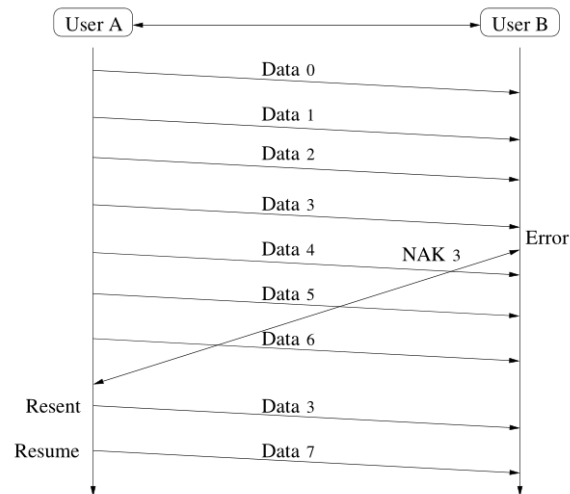 User A
User B
Data 0
Data 1
Data 2
Data 3
Error
NAK 3
Data 4
Data 5
Data 6
Resent
Data 3
Resume
Data 7